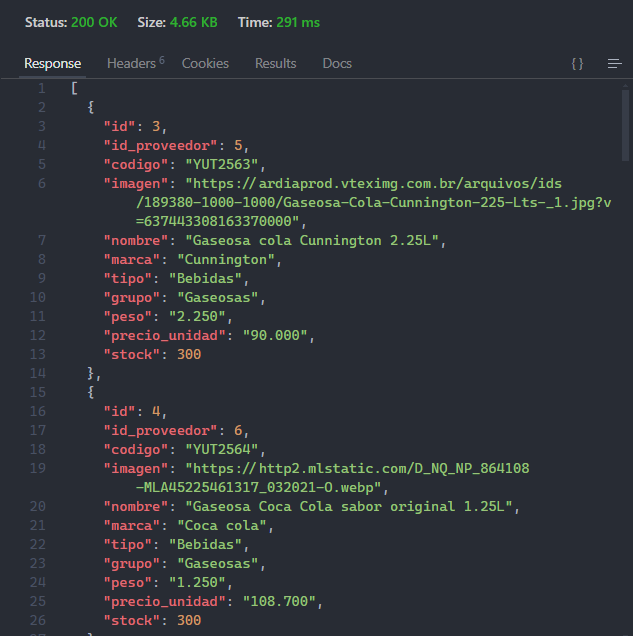 Status: 200 OK Size: 4.66 KB Time: 291 ms
Response Headers 6 Cookies Results Docs { }
1 [
2 {
3 "id": 3,
4 "id_proveedor": 5,
5 "codigo": "YUT2563",
6 "imagen": "https://ardiaprod.vteximg.com.br/arquivos/ids
/189380-1000-1000/Gaseosa-Cola-Cunnington-225-Lts-_1.jpg?v
=637443308163370000",
7 "nombre": "Gaseosa cola Cunnington 2.25L",
8 "marca": "Cunnington",
9 "tipo": "Bebidas",
10 "grupo": "Gaseosas",
11 "peso": "2.250",
12 "precio_unidad": "90.000",
13 "stock": 300
14 },
15 {
16 "id": 4,
17 "id_proveedor": 6,
18 "codigo": "YUT2564",
19 "imagen": "https://http2.mlstatic.com/D_NQ_NP_864108
-MLA45225461317_032021-O.webp",
20 "nombre": "Gaseosa Coca Cola sabor original 1.25L",
21 "marca": "Coca cola",
22 "tipo": "Bebidas",
23 "grupo": "Gaseosas",
24 "peso": "1.250",
25 "precio_unidad": "108.700",
26 "stock": 300